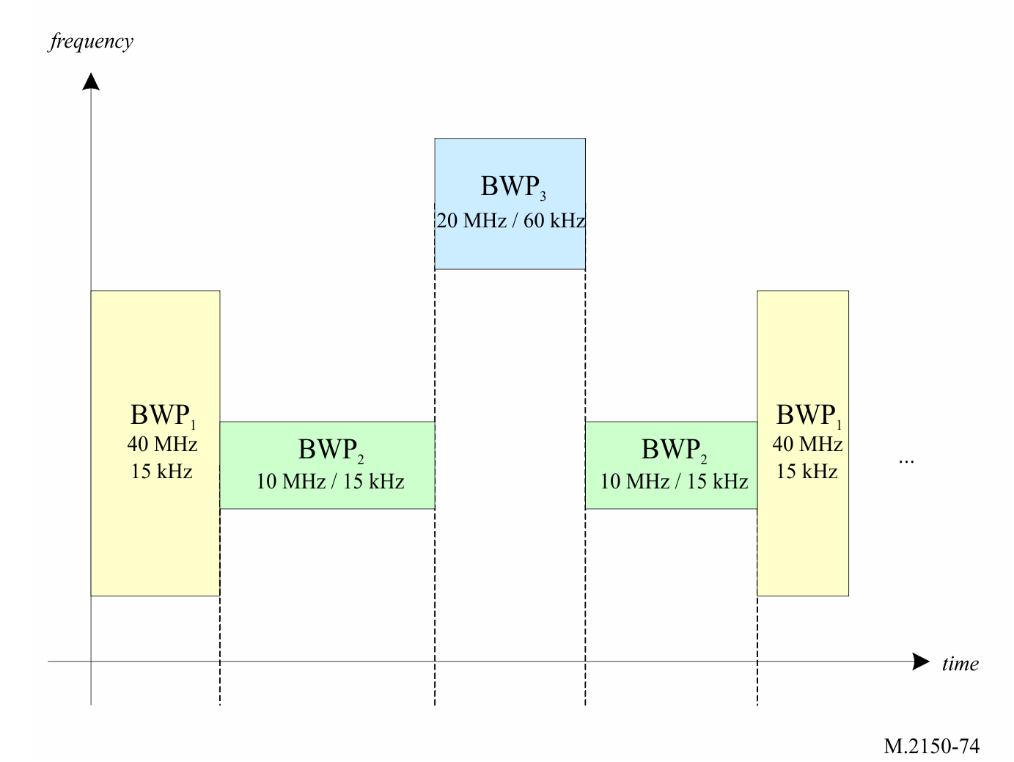 frequency
BWP3
20 MHz / 60 kHz
BWP1
40 MHz
15 kHz
BWP2
10 MHz / 15 kHz
BWP2
10 MHz / 15 kHz
BWP1
40 MHz
15 kHz
...
time
M.2150-74